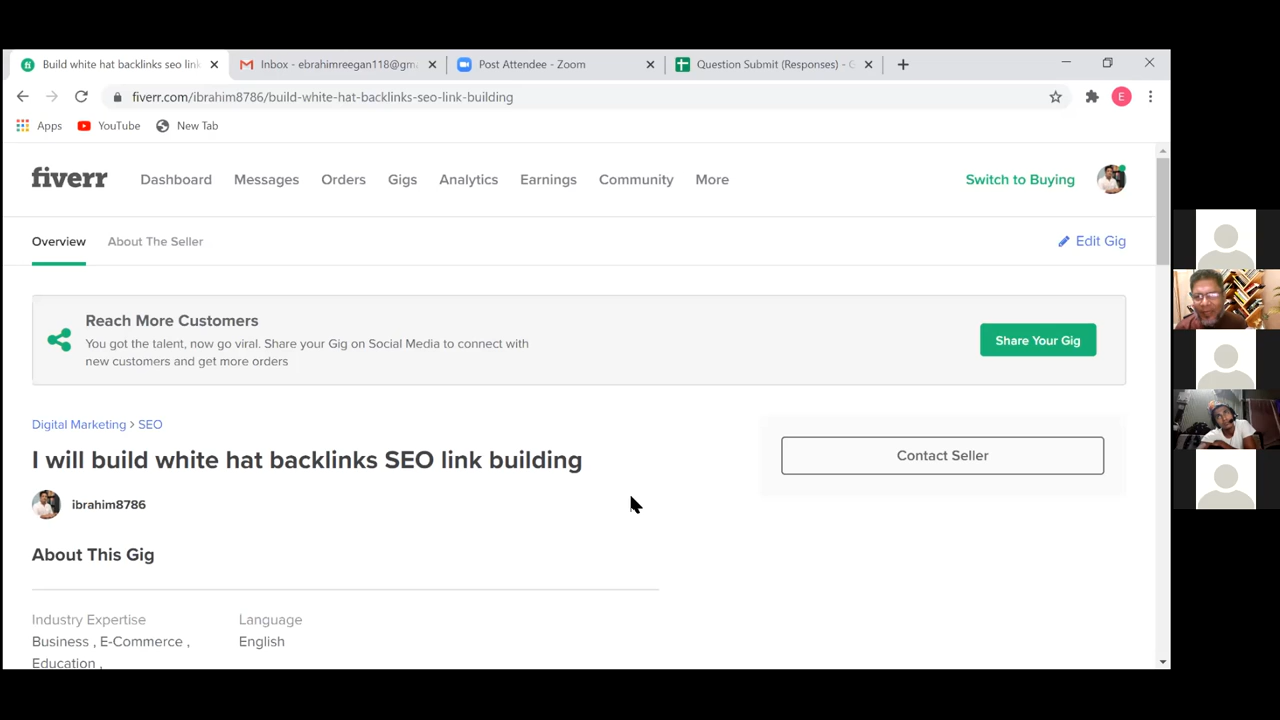 Build white hat backlinks seo lin
Inbox - ebrahimreegan118@gm
Post Attendee - Zoom
Question Submit (Responses) - G
fiverr.com/ibrahim8786/build-white-hat-backlinks-seo-link-building
E
Apps
YouTube
New Tab
fiverr
Dashboard
Messages
Orders
Gigs
Analytics
Earnings
Community
More
Switch to Buying
Overview
About The Seller
Edit Gig
Reach More Customers
You got the talent, now go viral. Share your Gig on Social Media to connect with
new customers and get more orders
Share Your Gig
Digital Marketing > SEO
I will build white hat backlinks SEO link building
Contact Seller
ibrahim8786
About This Gig
Industry Expertise
Language
Business , E-Commerce ,
English
Education ,